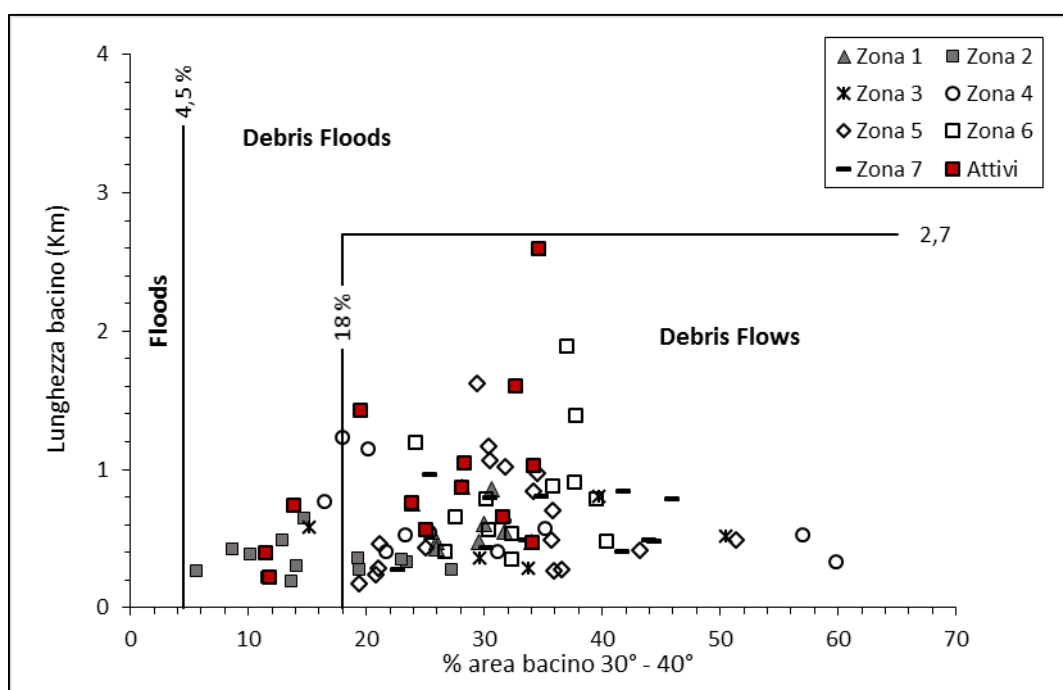 4
3
2
1
0
Lunghezza bacino (Km)
4,5 %
Floods
Debris Floods
18 %
2,7
Debris Flows
Zona 1 Zona 2
Zona 3 Zona 4
Zona 5 Zona 6
Zona 7 Attivi
0 10 20 30 40 50 60 70
% area bacino 30° - 40°